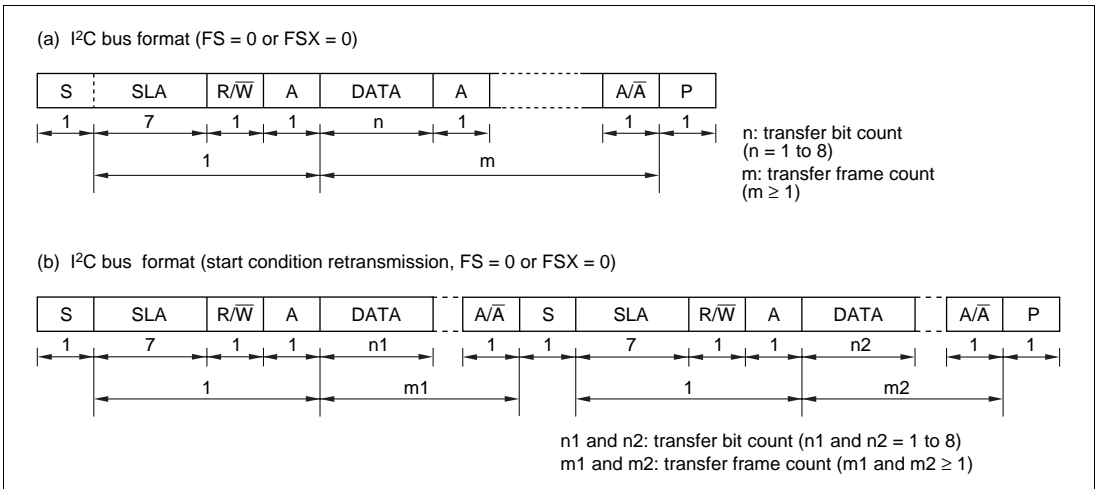 (a) I²C bus format (FS = 0 or FSX = 0)
S SLA R/W̅ A DATA A A/A̅ P
1 7 1 1 n 1 1 1
1 m
n: transfer bit count
(n = 1 to 8)
m: transfer frame count
(m ≥ 1)
(b) I²C bus format (start condition retransmission, FS = 0 or FSX = 0)
S SLA R/W̅ A DATA A/A̅ S SLA R/W̅ A DATA A/A̅ P
1 7 1 1 n1 1 1 7 1 1 n2 1 1
1 m1 1 m2
n1 and n2: transfer bit count (n1 and n2 = 1 to 8)
m1 and m2: transfer frame count (m1 and m2 ≥ 1)